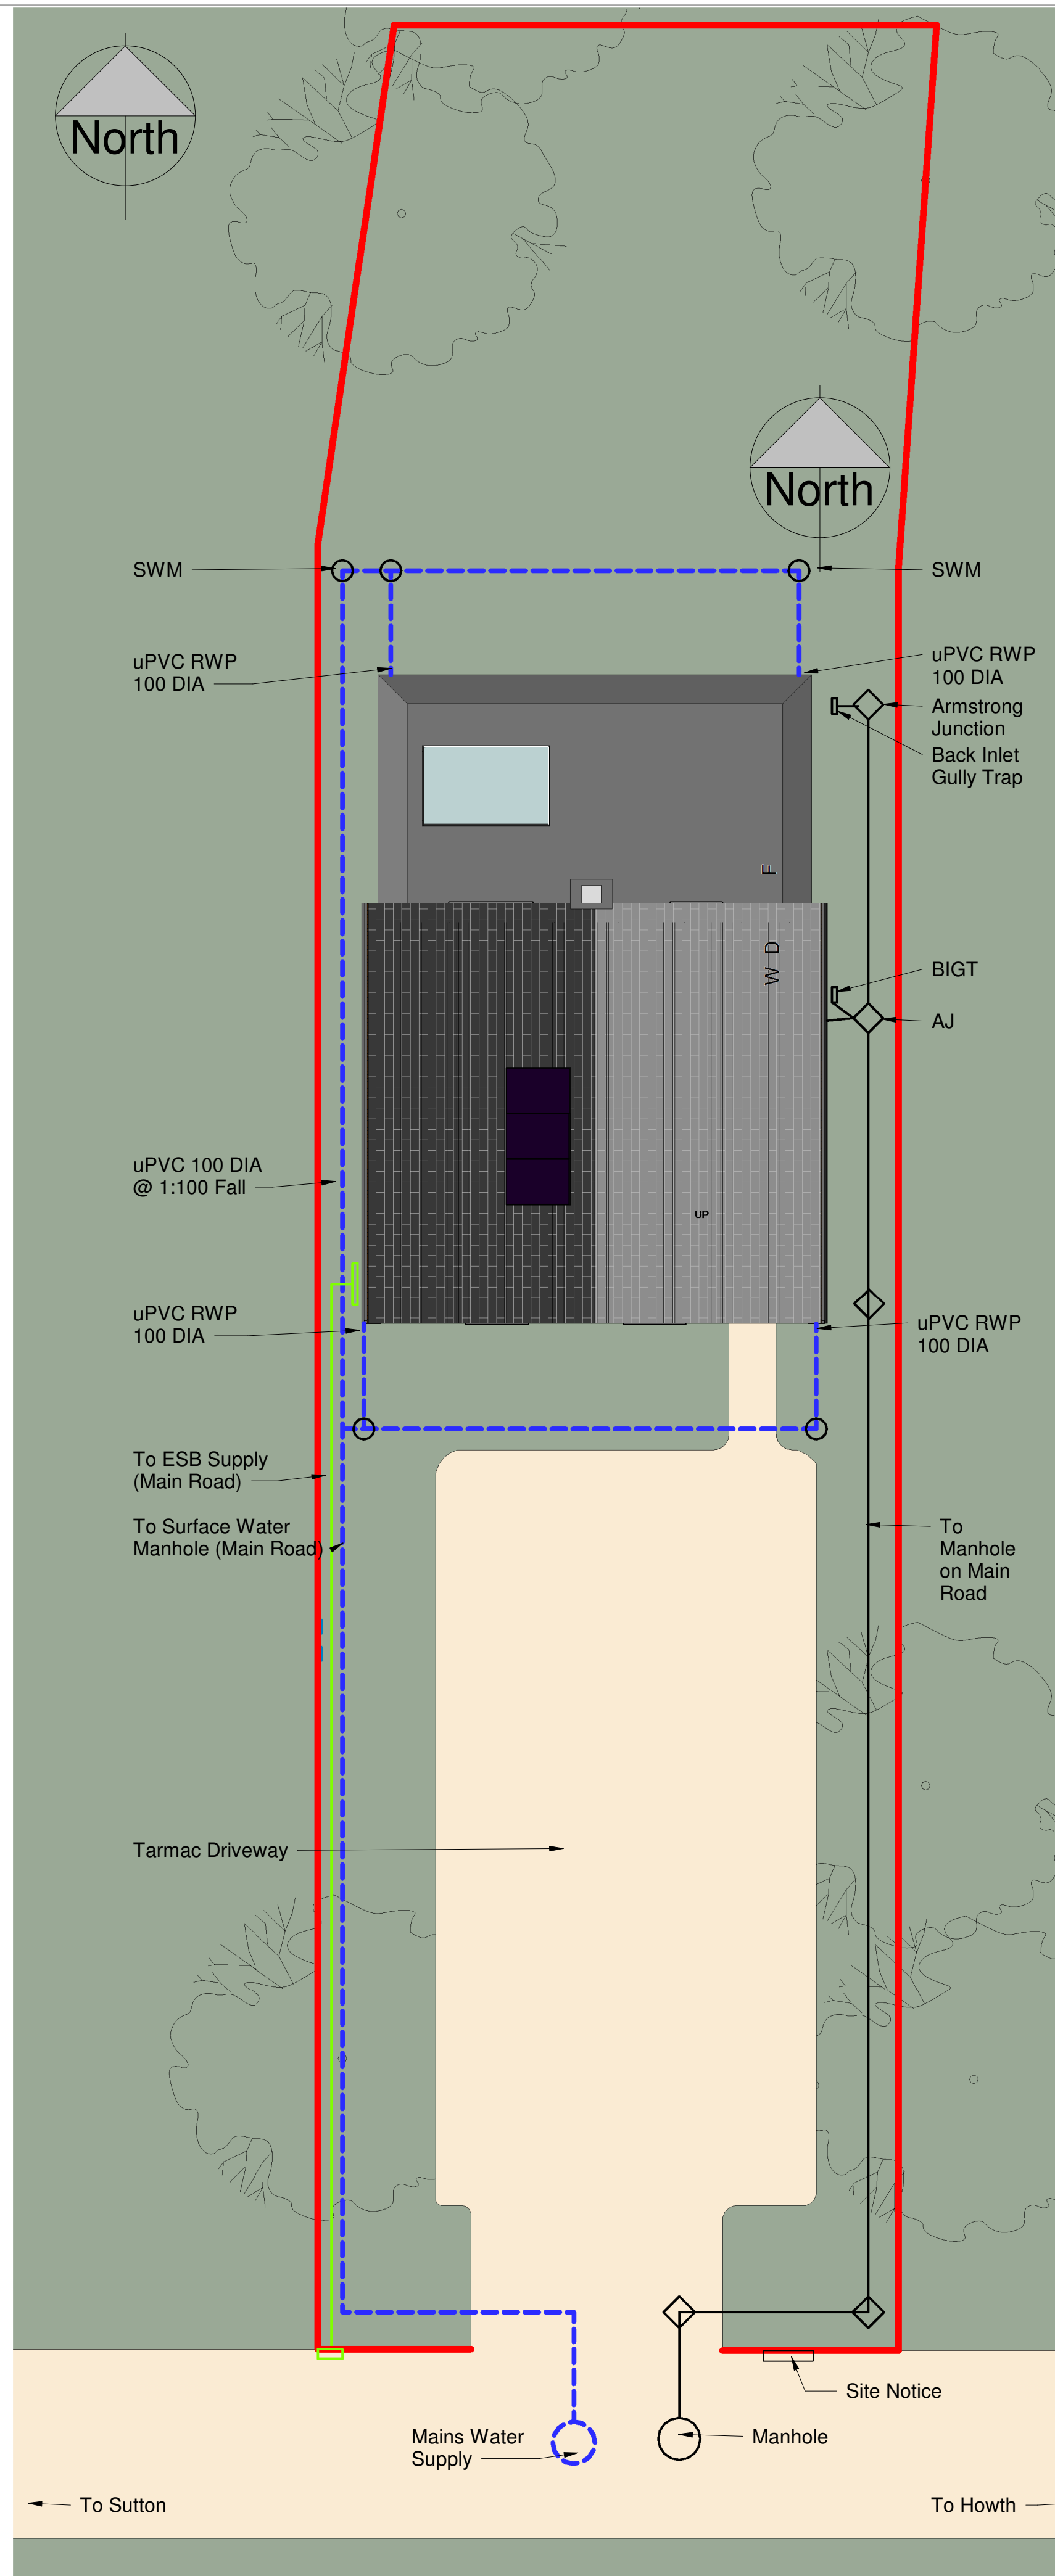 North
North
SWM
SWM
uPVC RWP
100 DIA
uPVC RWP
100 DIA
Armstrong
Junction
Back Inlet
Gully Trap
F
W D
BIGT
AJ
uPVC 100 DIA
@ 1:100 Fall
UP
uPVC RWP
100 DIA
uPVC RWP
100 DIA
To ESB Supply
(Main Road)
To Surface Water
Manhole (Main Road)
To
Manhole
on Main
Road
Tarmac Driveway
Site Notice
Mains Water
Supply
Manhole
To Sutton
To Howth